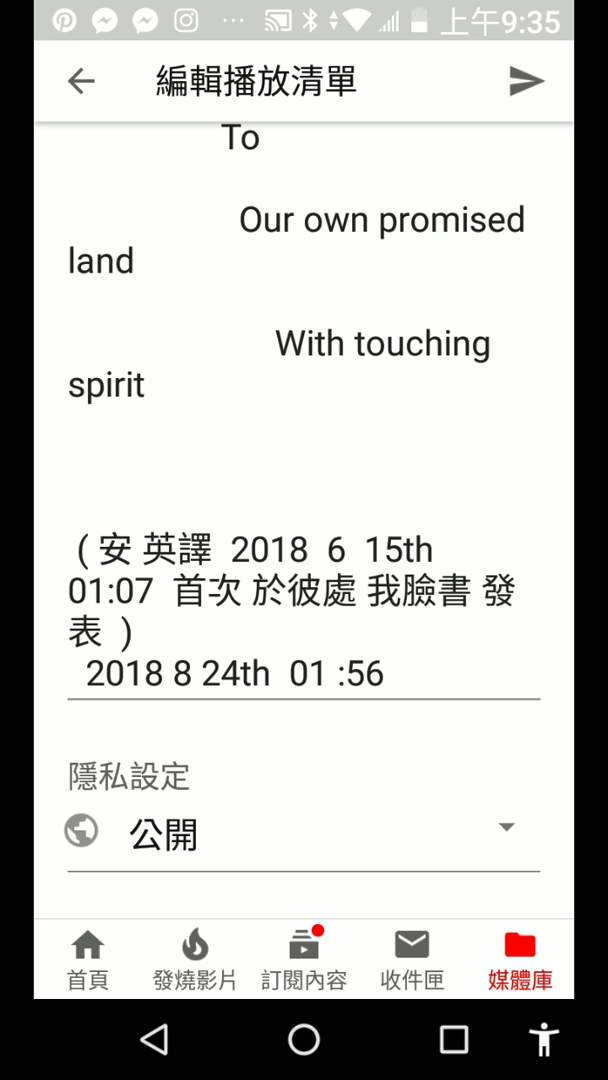 上午9:35
編輯播放清單
To
Our own promised
land
With touching
spirit
( 安 英譯 2018 6 15th
01:07 首次 於彼處 我臉書 發
表 )
2018 8 24th 01 :56
隱私設定
公開
首頁 發燒影片 訂閱內容 收件匣 媒體庫